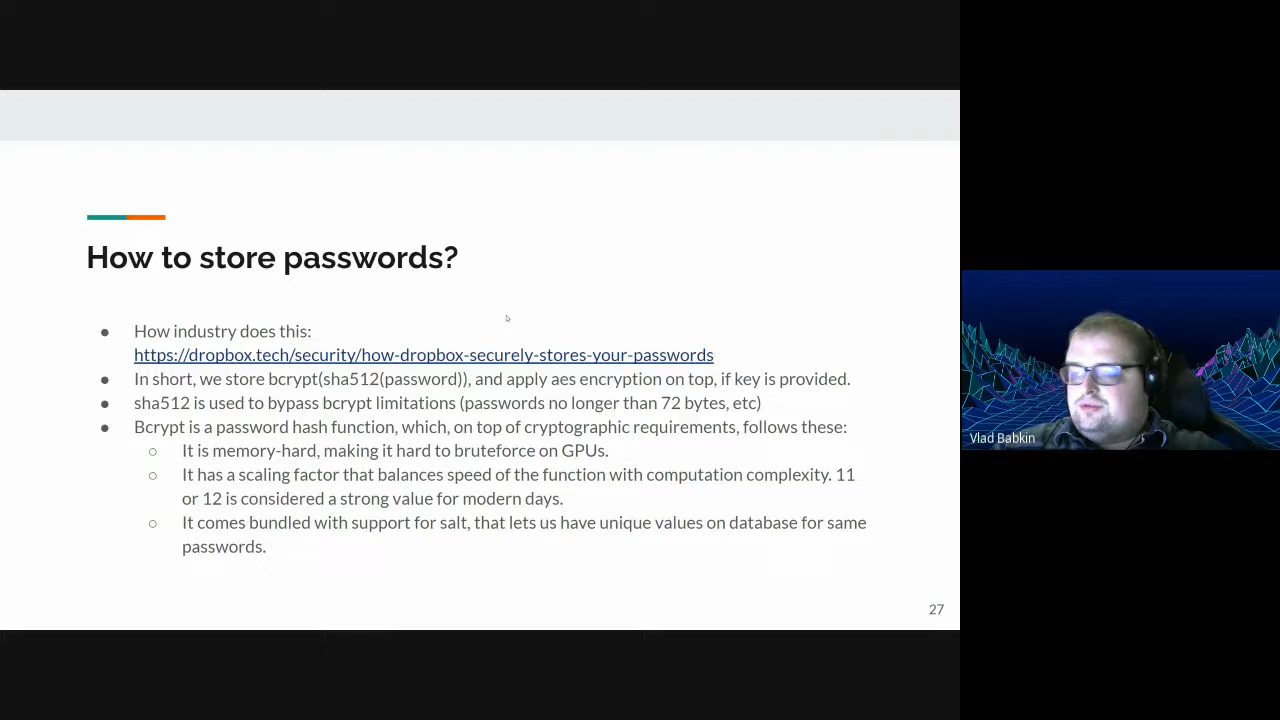 How to store passwords?
● How industry does this:
https://dropbox.tech/security/how-dropbox-securely-stores-your-passwords
● In short, we store bcrypt(sha512(password)), and apply aes encryption on top, if key is provided.
● sha512 is used to bypass bcrypt limitations (passwords no longer than 72 bytes, etc)
● Bcrypt is a password hash function, which, on top of cryptographic requirements, follows these:
○ It is memory-hard, making it hard to bruteforce on GPUs.
○ It has a scaling factor that balances speed of the function with computation complexity. 11
or 12 is considered a strong value for modern days.
○ It comes bundled with support for salt, that lets us have unique values on database for same
passwords.
27
Vlad Babkin